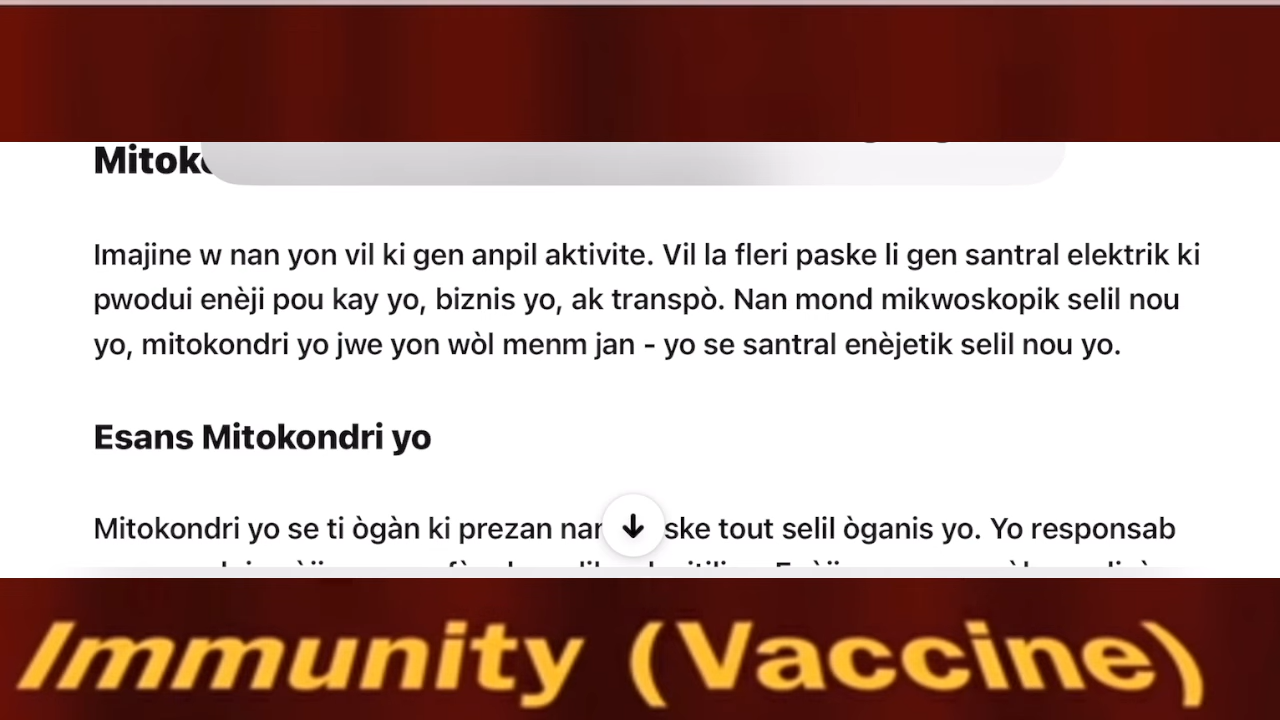 Imajine w nan yon vil ki gen anpil aktivite. Vil la fleri paske li gen santral elektrik ki
pwodui enèji pou kay yo, biznis yo, ak transpò. Nan mond mikwoskopik selil nou
yo, mitokondri yo jwe yon wòl menm jan - yo se santral enèjetik selil nou yo.
Esans Mitokondri yo
Mitokondri yo se ti ògàn ki prezan tout selil òganis yo. Yo responsab
Immunity (Vaccine)